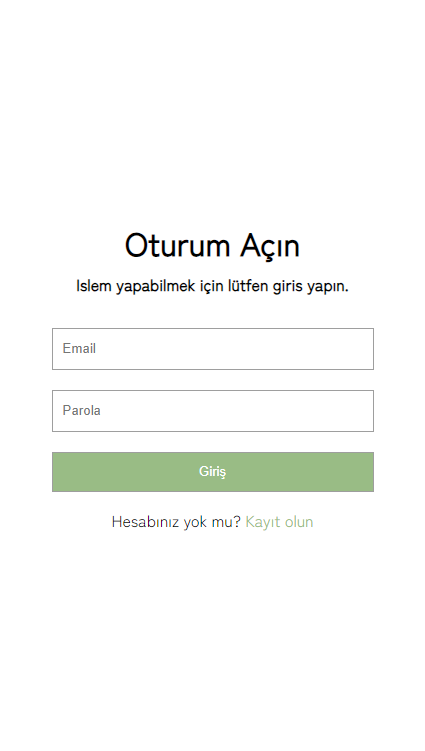 Oturum Açın
Islem yapabilmek için lütfen giris yapın.
Email
Parola
Giriş
Hesabınız yok mu? Kayıt olun